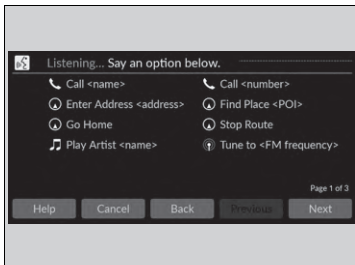 Listening... Say an option below.
Call <name>
Call <number>
Enter Address <address>
Find Place <POI>
Go Home
Stop Route
Play Artist <name>
Tune to <FM frequency>
Page 1 of 3
Help Cancel Back Previous Next